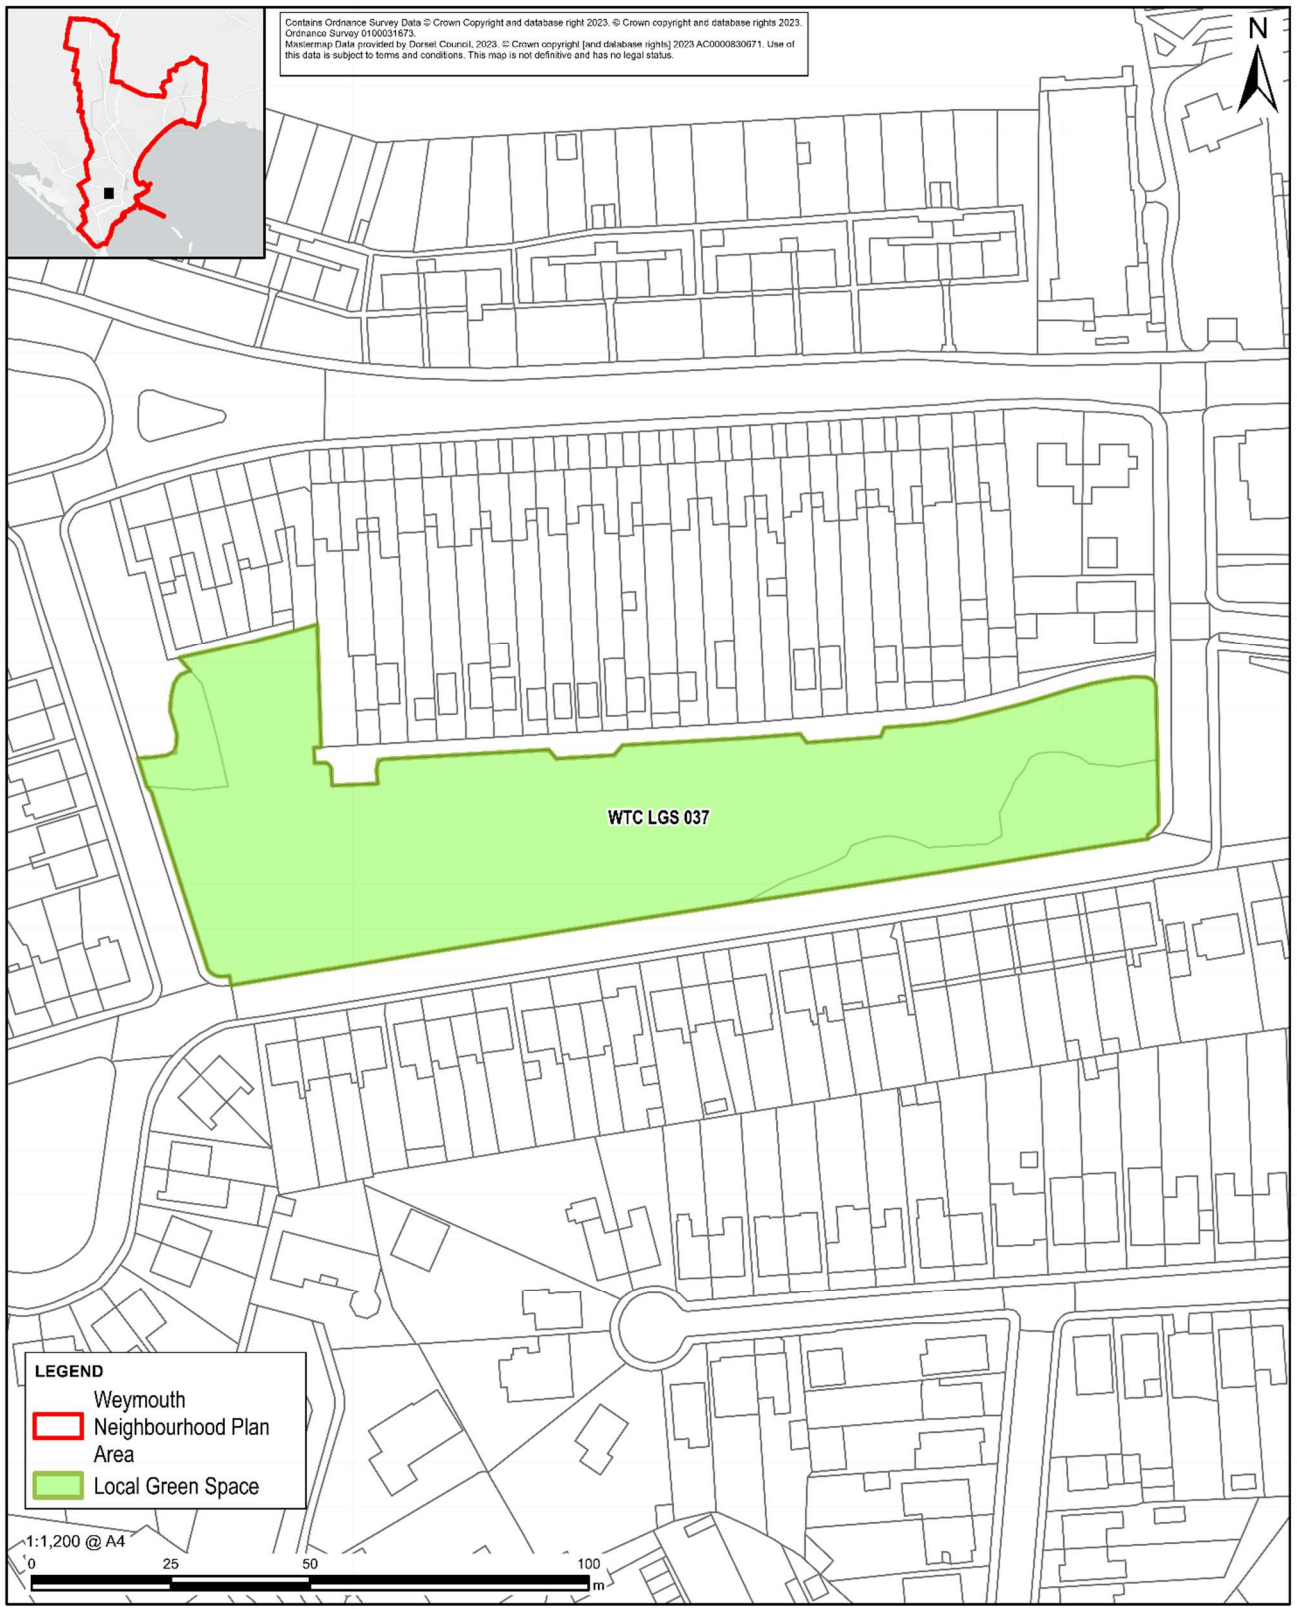 Contains Ordnance Survey Data © Crown Copyright and database right 2023. © Crown copyright and database rights 2023.
Ordnance Survey 0100031673.
Mastermap Data provided by Dorset Council, 2023. © Crown copyright [and database rights] 2023 AC0000830671. Use of
this data is subject to terms and conditions. This map is not definitive and has no legal status.
N
WTC LGS 037
LEGEND
Weymouth
Neighbourhood Plan
Area
Local Green Space
1:1,200 @ A4
0 25 50 100
m